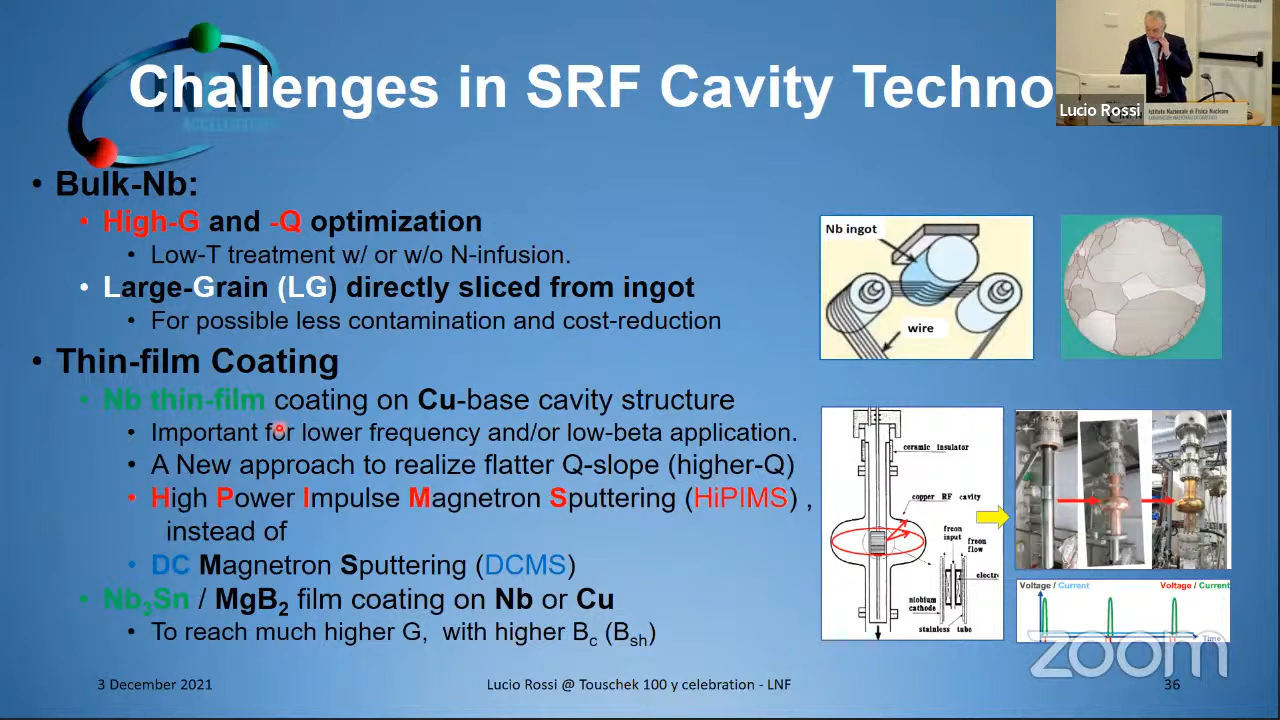 Challenges in SRF Cavity Techno
Lucio Rossi
Istituto Nazionale di Fisica Nucleare
• Bulk-Nb:
• High-G and -Q optimization
• Low-T treatment w/ or w/o N-infusion.
• Large-Grain (LG) directly sliced from ingot
• For possible less contamination and cost-reduction
• Thin-film Coating
• Nb thin-film coating on Cu-base cavity structure
• Important for lower frequency and/or low-beta application.
• A New approach to realize flatter Q-slope (higher-Q)
• High Power Impulse Magnetron Sputtering (HiPIMS) ,
instead of
• DC Magnetron Sputtering (DCMS)
• Nb3Sn / MgB2 film coating on Nb or Cu
• To reach much higher G, with higher Bc (Bsh)
Nb ingot
wire
ceramic insulator
copper RF cavity
freon
input
freon
flow
electro
niobium
cathode
stainless tube
Voltage / Current
Voltage / Current
Time
zoom
3 December 2021
Lucio Rossi @ Touschek 100 y celebration - LNF
36